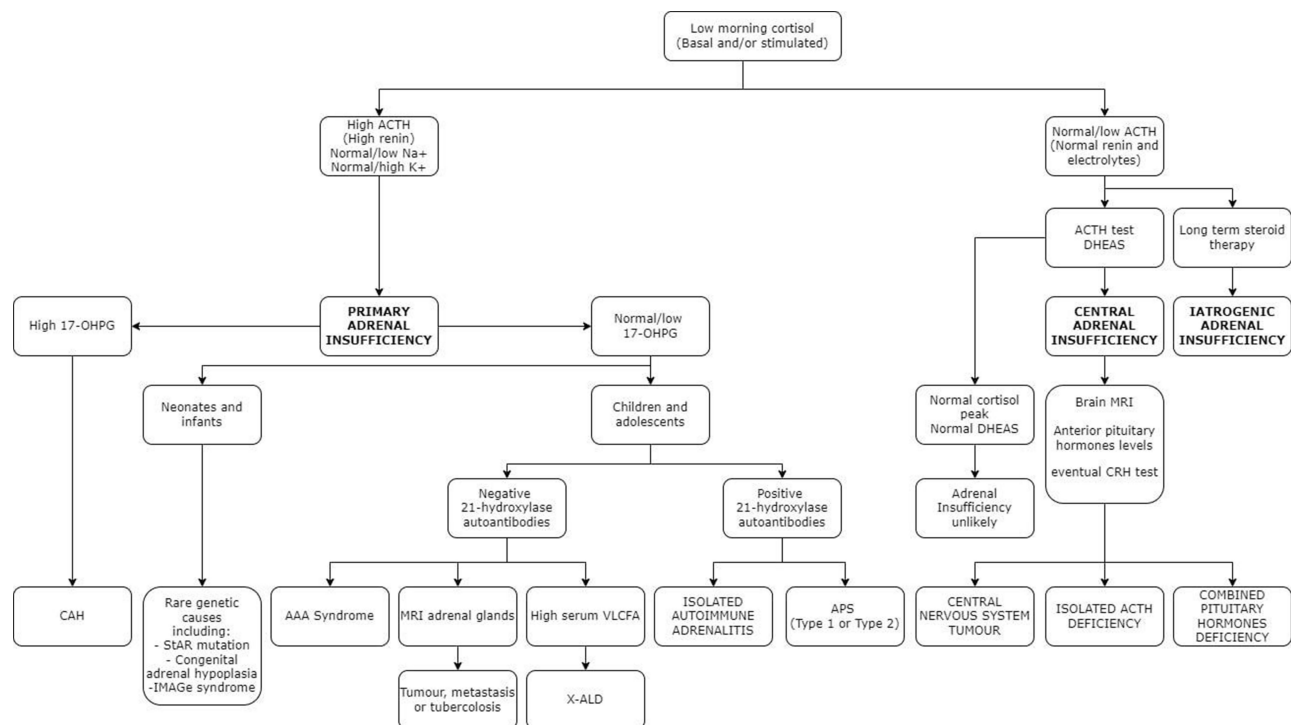 Low morning cortisol
(Basal and/or stimulated)
High ACTH
(High renin)
Normal/low Na+
Normal/high K+
Normal/low ACTH
(Normal renin and
electrolytes)
ACTH test
DHEAS
Long term steroid
therapy
High 17-OHPG
PRIMARY
ADRENAL
INSUFFICIENCY
Normal/low
17-OHPG
CENTRAL
ADRENAL
INSUFFICIENCY
IATROGENIC
ADRENAL
INSUFFICIENCY
Neonates and
infants
Children and
adolescents
Normal cortisol
peak
Normal DHEAS
Brain MRI
Anterior pituitary
hormones levels
eventual CRH test
Negative
21-hydroxylase
autoantibodies
Positive
21-hydroxylase
autoantibodies
Adrenal
Insufficiency
unlikely
CAH
Rare genetic
causes
including:
- StAR mutation
- Congenital
adrenal hypoplasia
-IMAGe syndrome
AAA Syndrome
MRI adrenal glands
High serum VLCFA
ISOLATED
AUTOIMMUNE
ADRENALITIS
APS
(Type 1 or Type 2)
CENTRAL
NERVOUS SYSTEM
TUMOUR
ISOLATED ACTH
DEFICIENCY
COMBINED
PITUITARY
HORMONES
DEFICIENCY
Tumour, metastasis
or tubercolosis
X-ALD